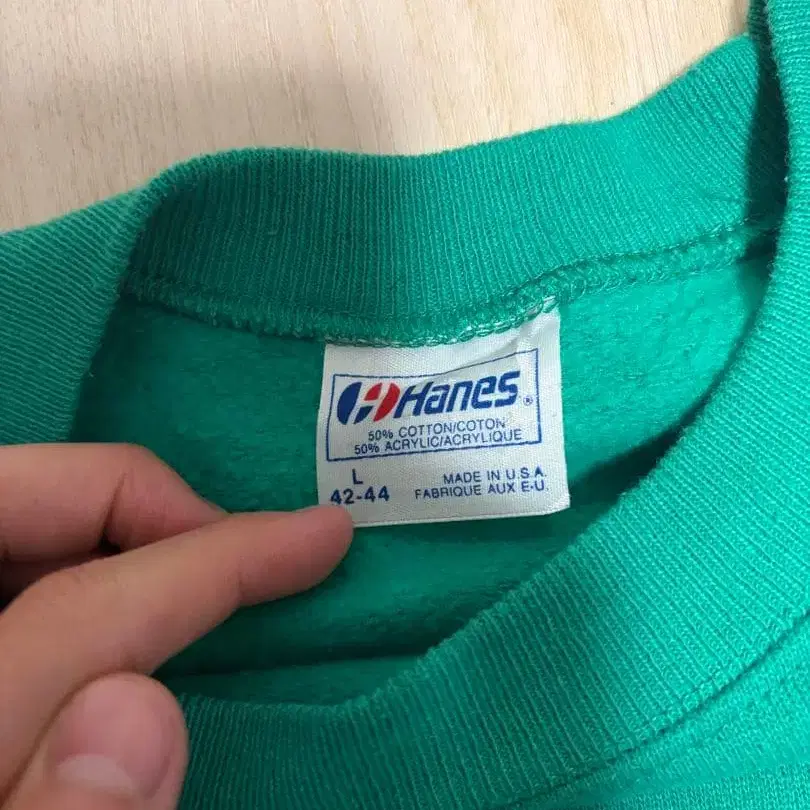 Hanes®
50% COTTON/COTON
50% ACRYLIC/ACRYLIQUE
L
42-44
MADE IN U.S.A.
FABRIQUE AUX E-U.